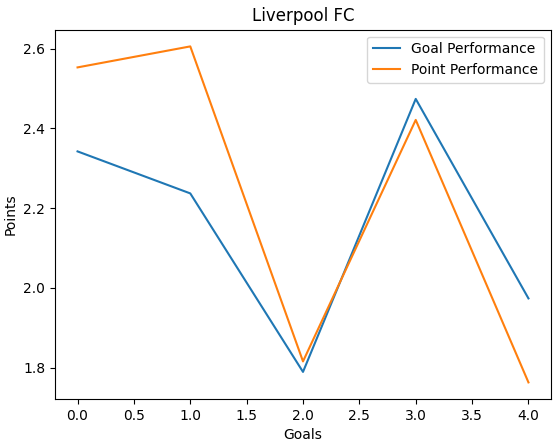 Liverpool FC
Goal Performance
Point Performance
2.6
2.4
2.2
2.0
1.8
Points
0.0 0.5 1.0 1.5 2.0 2.5 3.0 3.5 4.0
Goals